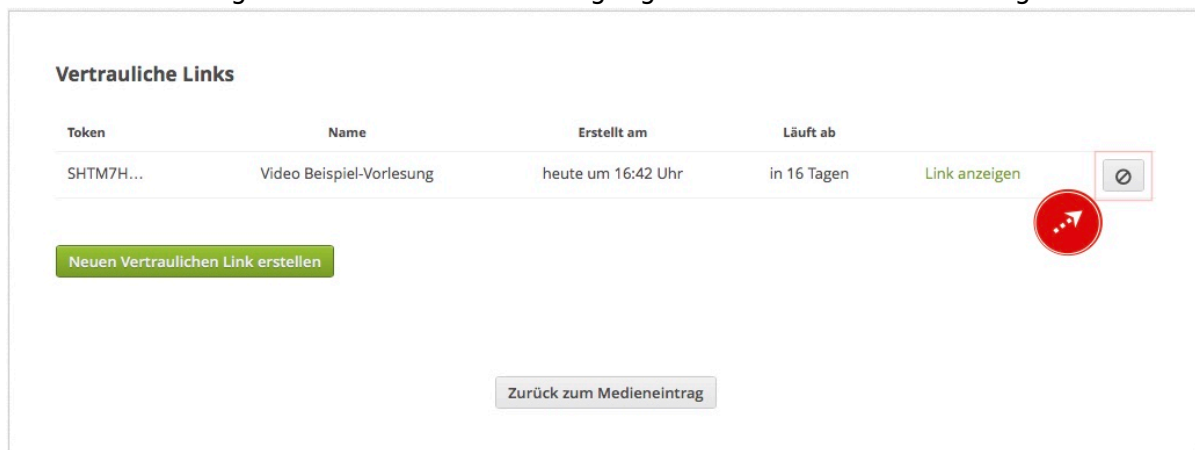 Vertrauliche Links
Token Name Erstellt am Läuft ab
SHTM7H... Video Beispiel-Vorlesung heute um 16:42 Uhr in 16 Tagen Link anzeigen
Neuen Vertraulichen Link erstellen
Zurück zum Medieneintrag